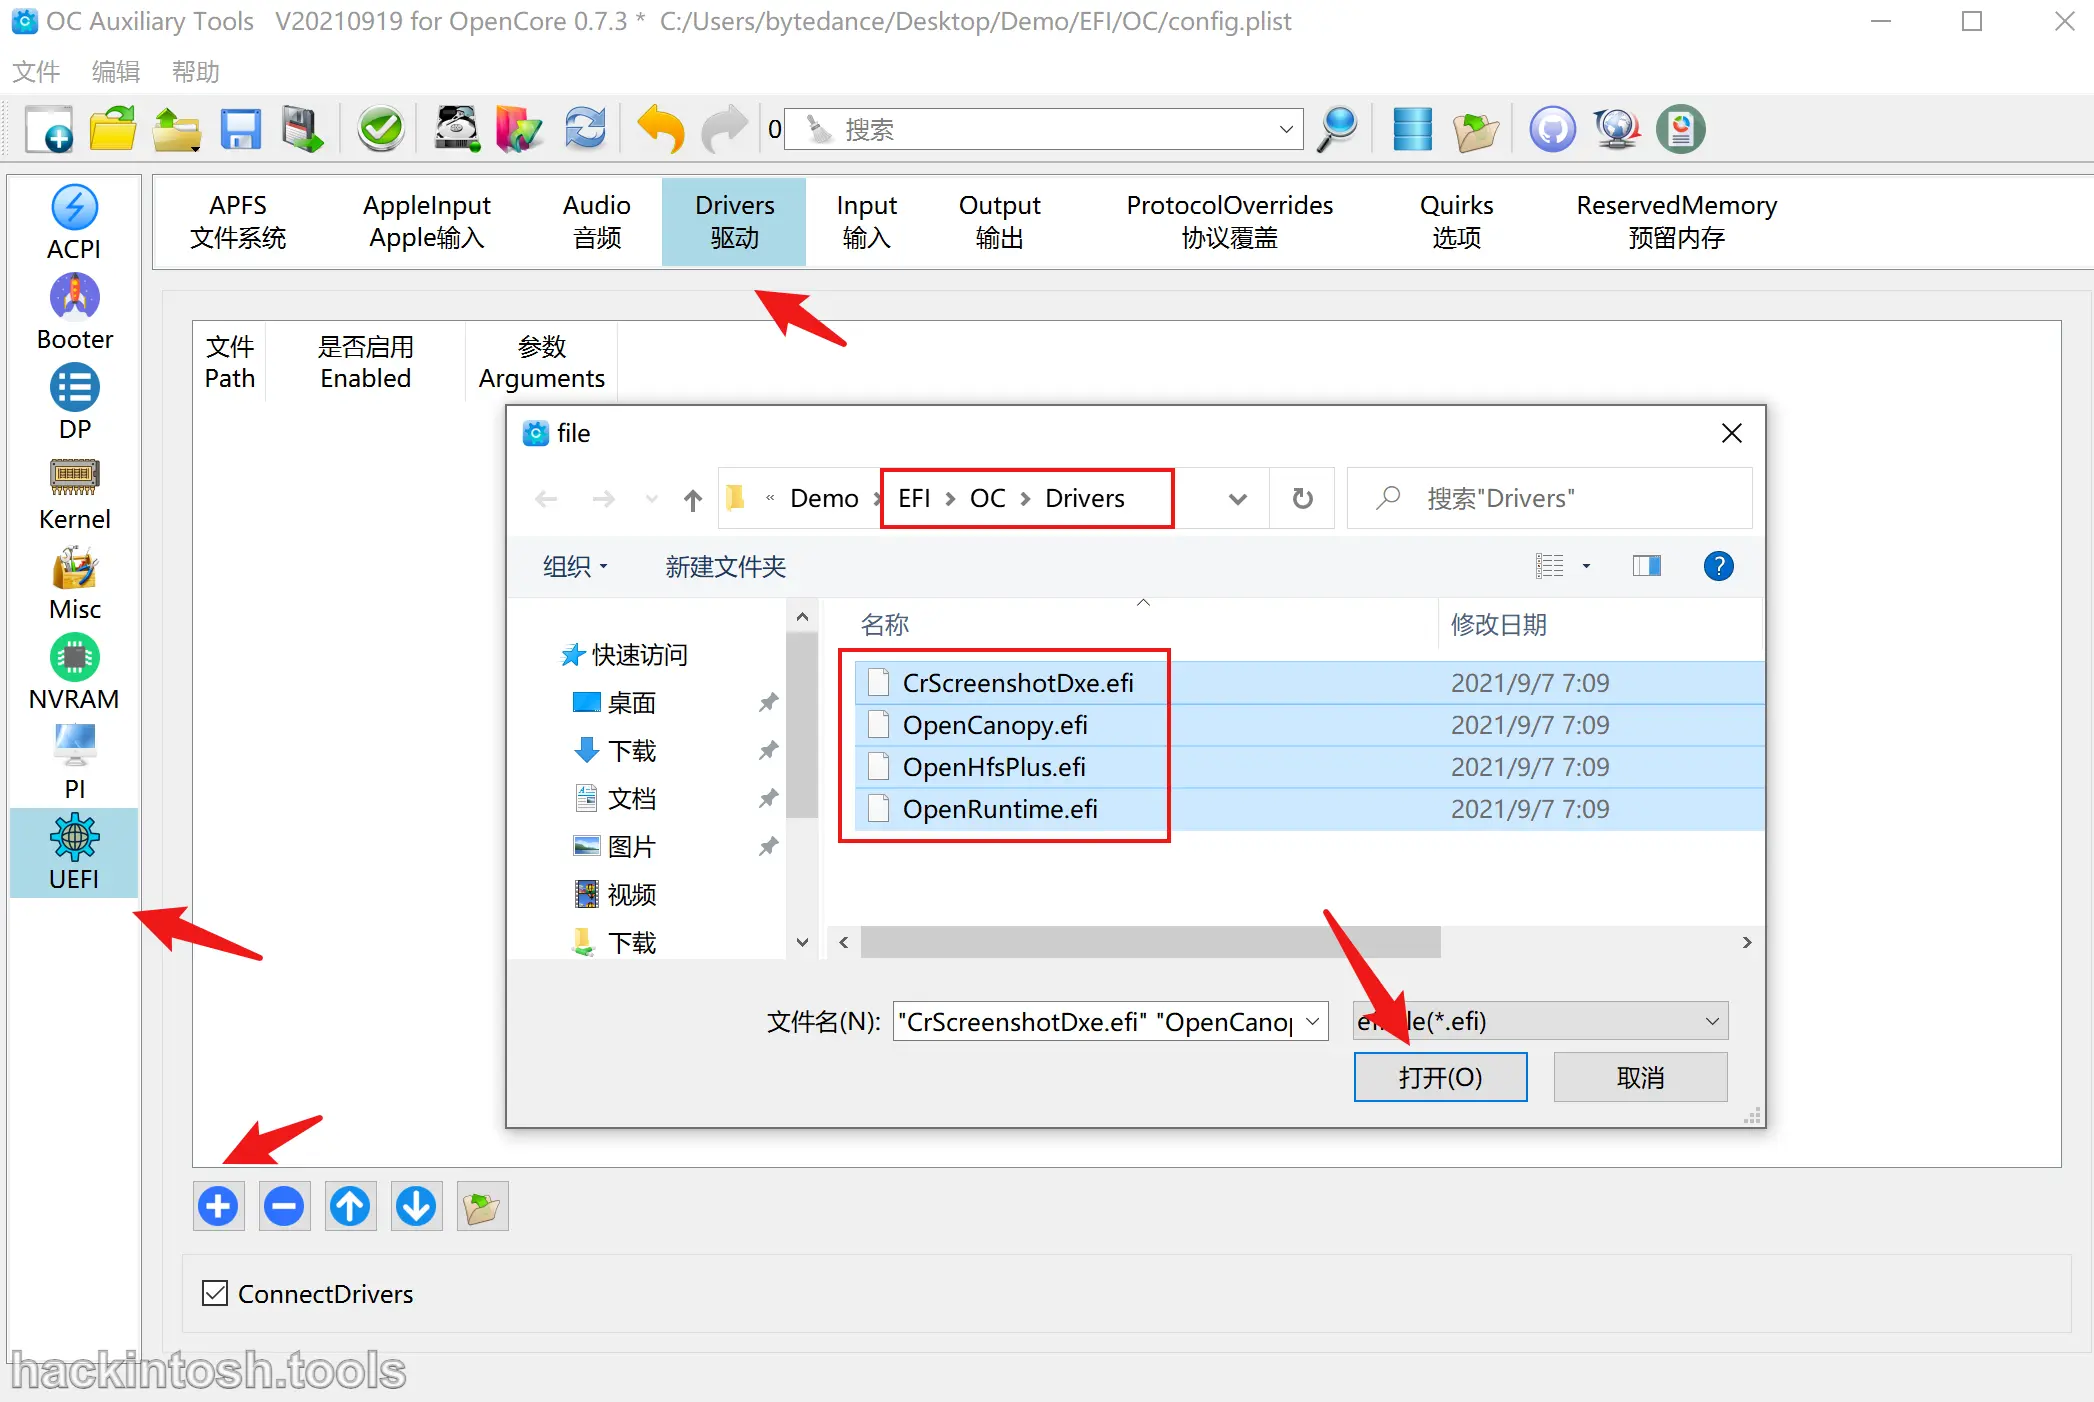 OC Auxiliary Tools V20210919 for OpenCore 0.7.3 * C:/Users/bytedance/Desktop/Demo/EFI/OC/config.plist
文件 编辑 帮助
0 搜索
ACPI
Booter
DP
Kernel
Misc
NVRAM
PI
UEFI
APFS AppleInput Audio Drivers Input Output ProtocolOverrides Quirks ReservedMemory
文件系统 Apple输入 音频 驱动 输入 输出 协议覆盖 选项 预留内存
文件 是否启用 参数
Path Enabled Arguments
file
« Demo > EFI > OC > Drivers 搜索"Drivers"
组织 新建文件夹
名称 修改日期
快速访问
桌面
下载
文档
图片
视频
下载
CrScreenshotDxe.efi 2021/9/7 7:09
OpenCanopy.efi 2021/9/7 7:09
OpenHfsPlus.efi 2021/9/7 7:09
OpenRuntime.efi 2021/9/7 7:09
文件名(N): "CrScreenshotDxe.efi" "OpenCanop
(*.efi)
打开(O) 取消
ConnectDrivers
hackintosh.tools